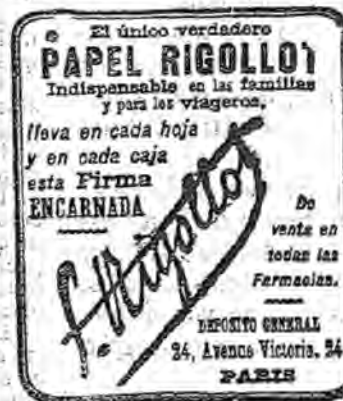 El único verdadero
PAPEL RIGOLLOT
Indispensable en las familias
y para los viageros,
lleva en cada hoja
y en cada caja
esta Firma
ENCARNADA
P. Rigollot
De
venta en
todas las
Farmacias.
DEPOSITO GENERAL
24, Avenue Victoria, 24
PARIS